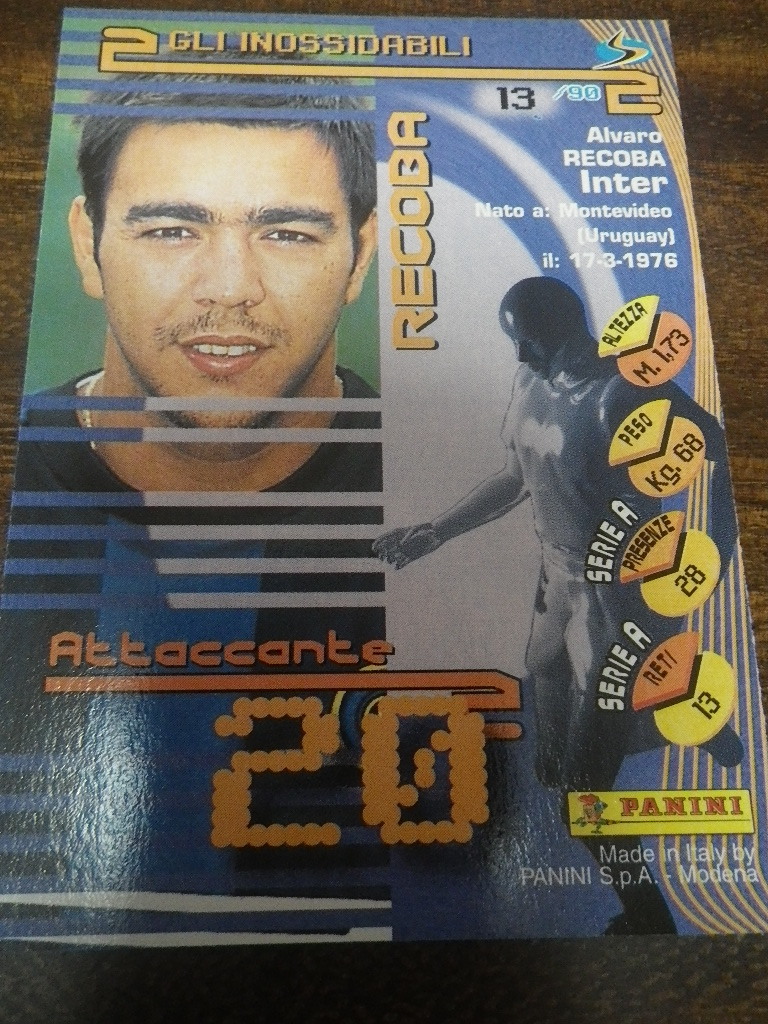 2 GLI INOSSIDABILI
13 /90 2
Alvaro
RECOBA
Inter
Nato a: Montevideo
(Uruguay)
il: 17-3-1976
RECOBA
ALTEZZA
M. 1,73
PESO
Kg. 68
SERIE A
PRESENZE
28
SERIE A
RETI
13
Attaccante
20
PANINI
Made in Italy by
PANINI S.p.A. - Modena